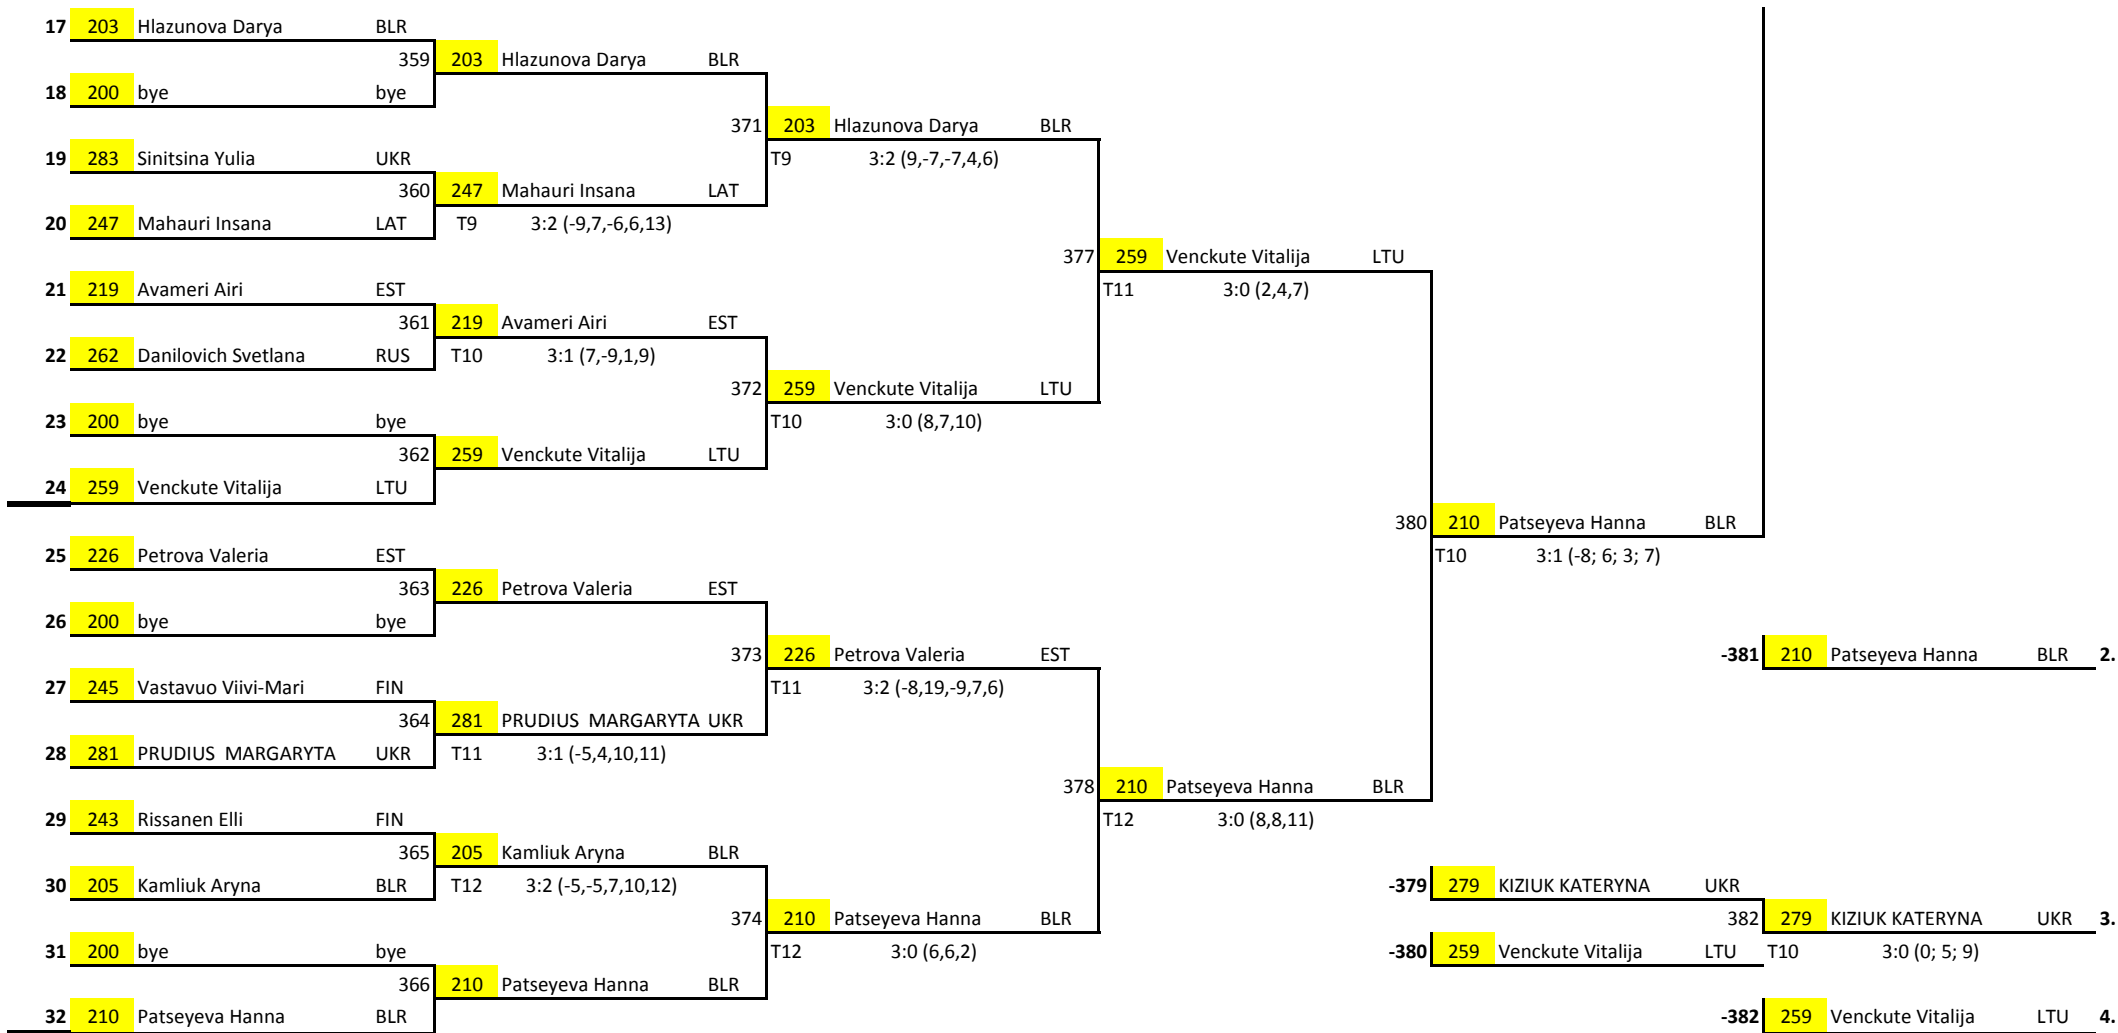 17 203 Hlazunova Darya BLR
359 203 Hlazunova Darya BLR
18 200 bye bye
371 203 Hlazunova Darya BLR
19 283 Sinitsina Yulia UKR T9 3:2 (9,-7,-7,4,6)
360 247 Mahauri Insana LAT
20 247 Mahauri Insana LAT T9 3:2 (-9,7,-6,6,13)
377 259 Venckute Vitalija LTU
21 219 Avameri Airi EST T11 3:0 (2,4,7)
361 219 Avameri Airi EST
22 262 Danilovich Svetlana RUS T10 3:1 (7,-9,1,9)
372 259 Venckute Vitalija LTU
23 200 bye bye T10 3:0 (8,7,10)
362 259 Venckute Vitalija LTU
24 259 Venckute Vitalija LTU
380 210 Patseyeva Hanna BLR
25 226 Petrova Valeria EST T10 3:1 (-8; 6; 3; 7)
363 226 Petrova Valeria EST
26 200 bye bye
373 226 Petrova Valeria EST -381 210 Patseyeva Hanna BLR 2.
27 245 Vastavuo Viivi-Mari FIN T11 3:2 (-8,19,-9,7,6)
364 281 PRUDIUS MARGARYTA UKR
28 281 PRUDIUS MARGARYTA UKR T11 3:1 (-5,4,10,11)
378 210 Patseyeva Hanna BLR
29 243 Rissanen Elli FIN T12 3:0 (8,8,11)
365 205 Kamliuk Aryna BLR
30 205 Kamliuk Aryna BLR T12 3:2 (-5,-5,7,10,12) -379 279 KIZIUK KATERYNA UKR
374 210 Patseyeva Hanna BLR 382 279 KIZIUK KATERYNA UKR 3.
31 200 bye bye T12 3:0 (6,6,2) -380 259 Venckute Vitalija LTU T10 3:0 (0; 5; 9)
366 210 Patseyeva Hanna BLR
32 210 Patseyeva Hanna BLR -382 259 Venckute Vitalija LTU 4.